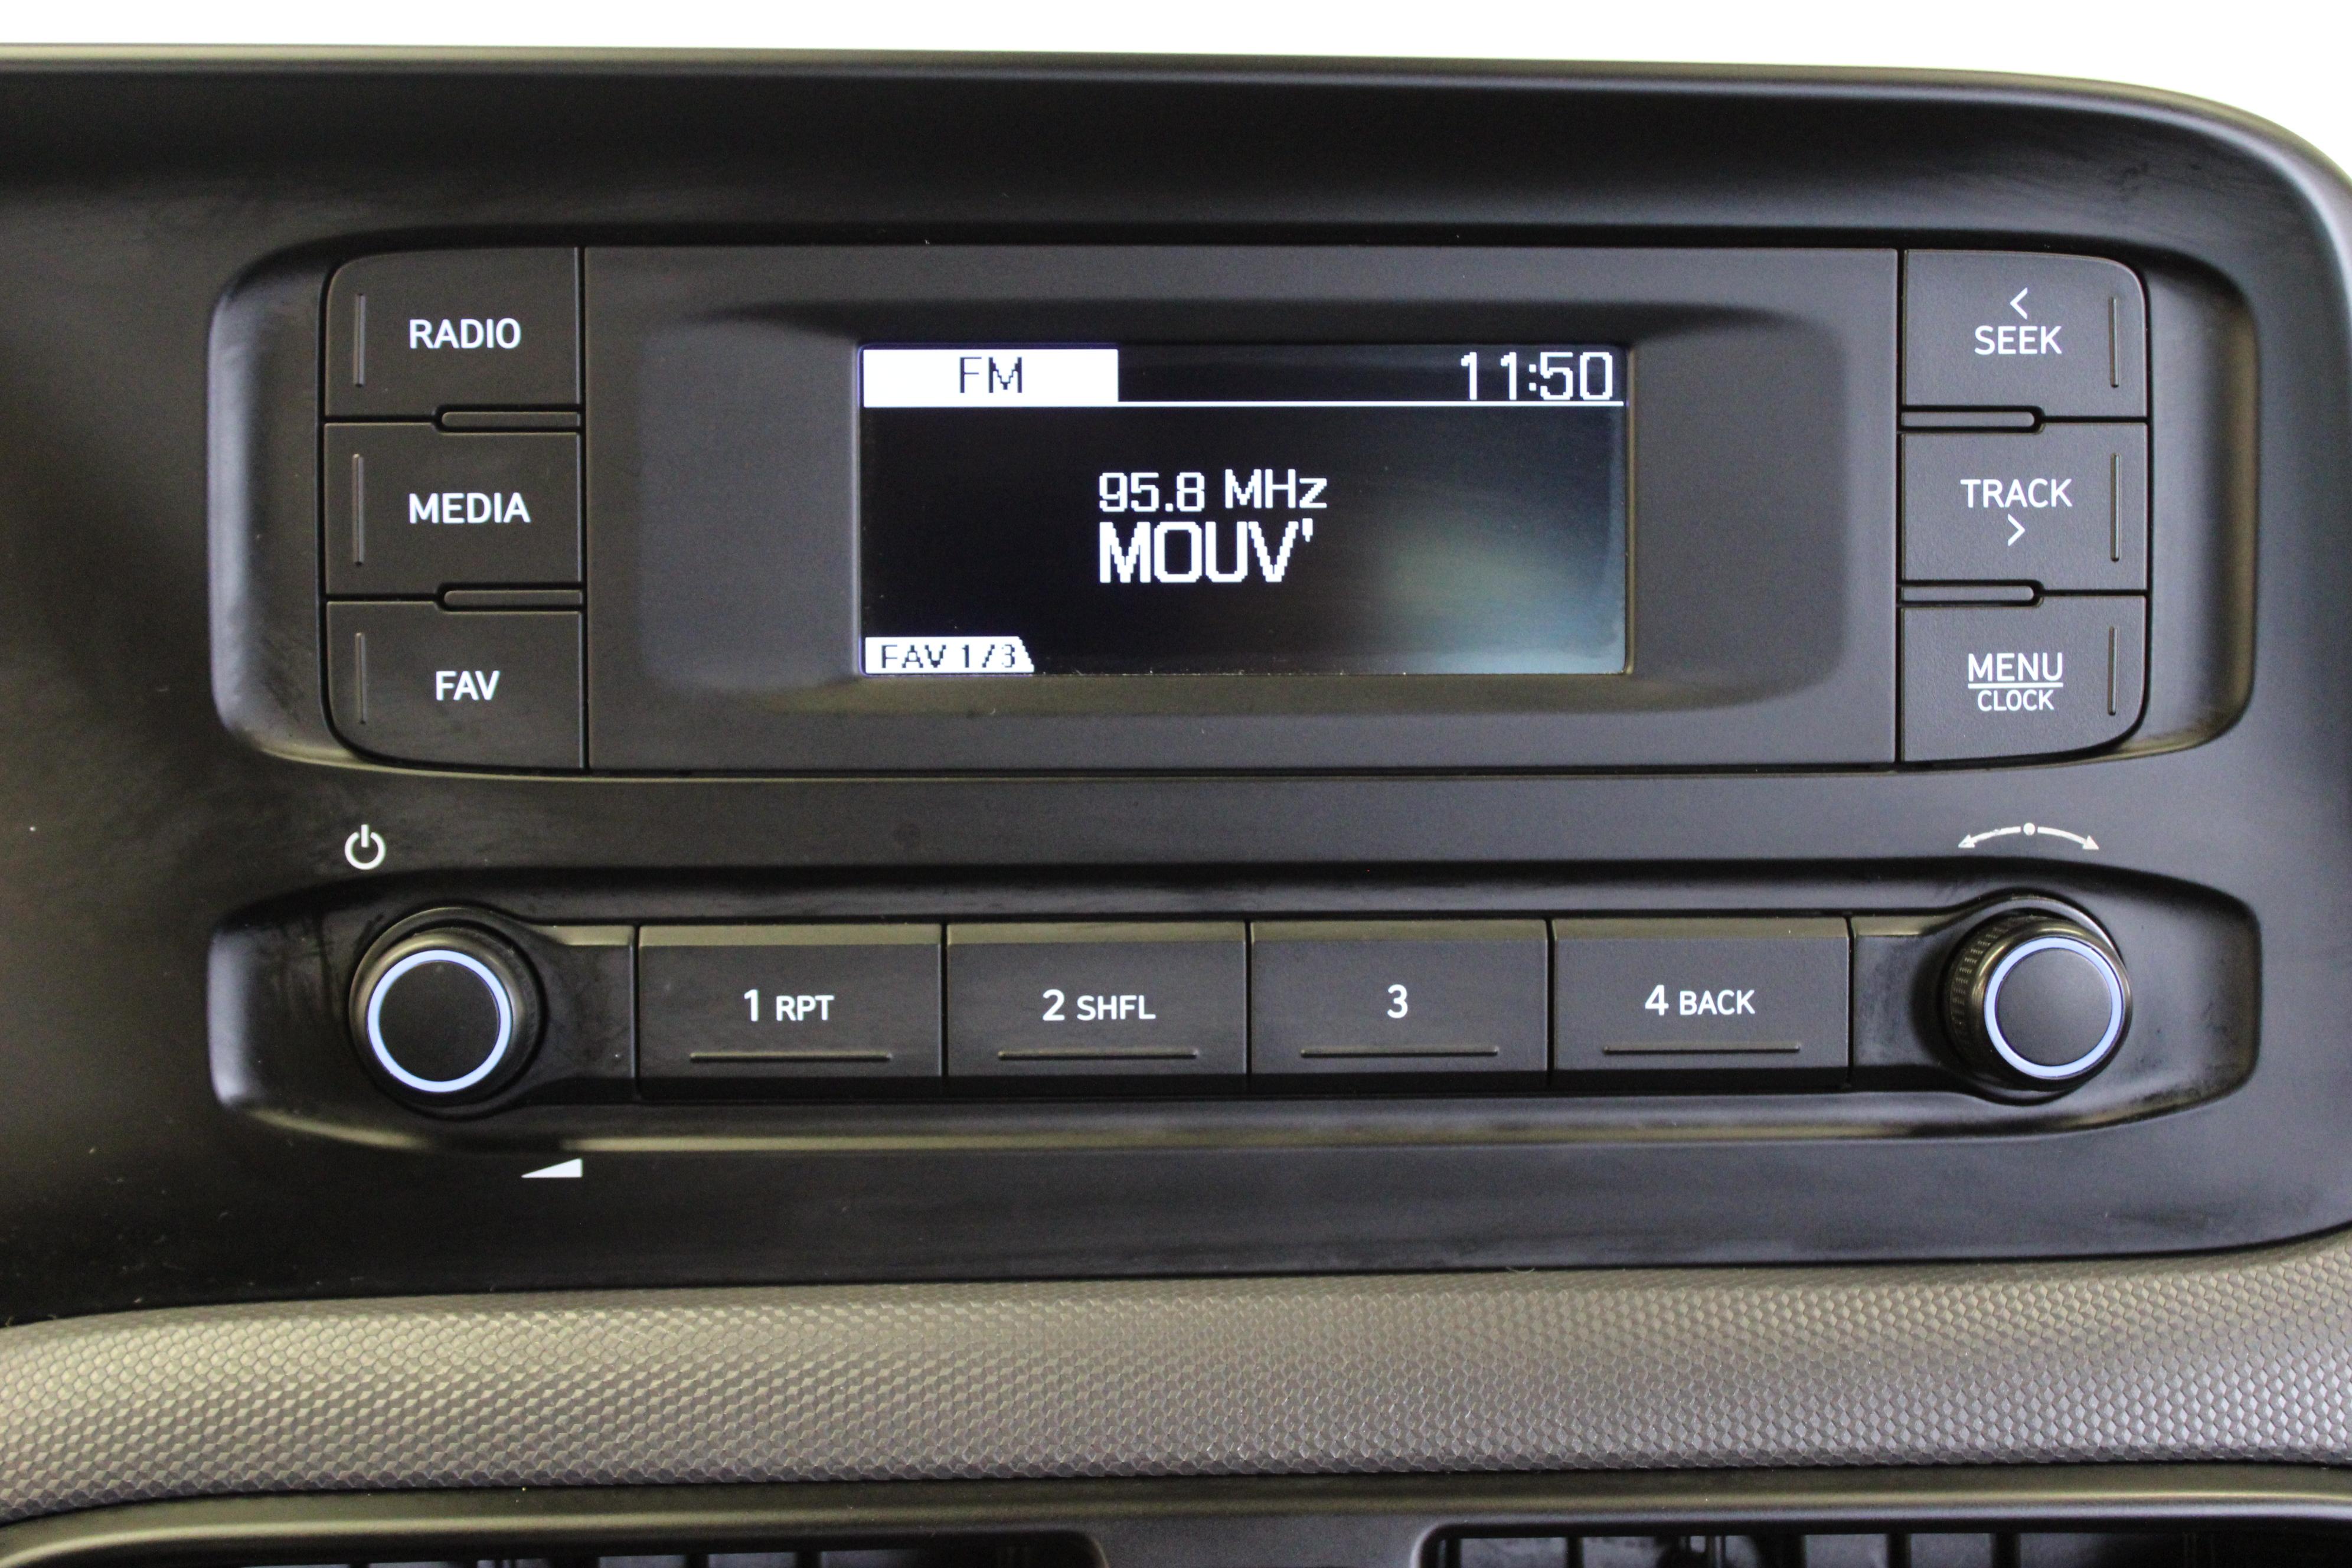 RADIO
MEDIA
FAV
FM 11:50
95.8 MHz
MOUV'
FAV 1/3
<
SEEK
TRACK
>
MENU
CLOCK
1 RPT
2 SHFL
3
4 BACK